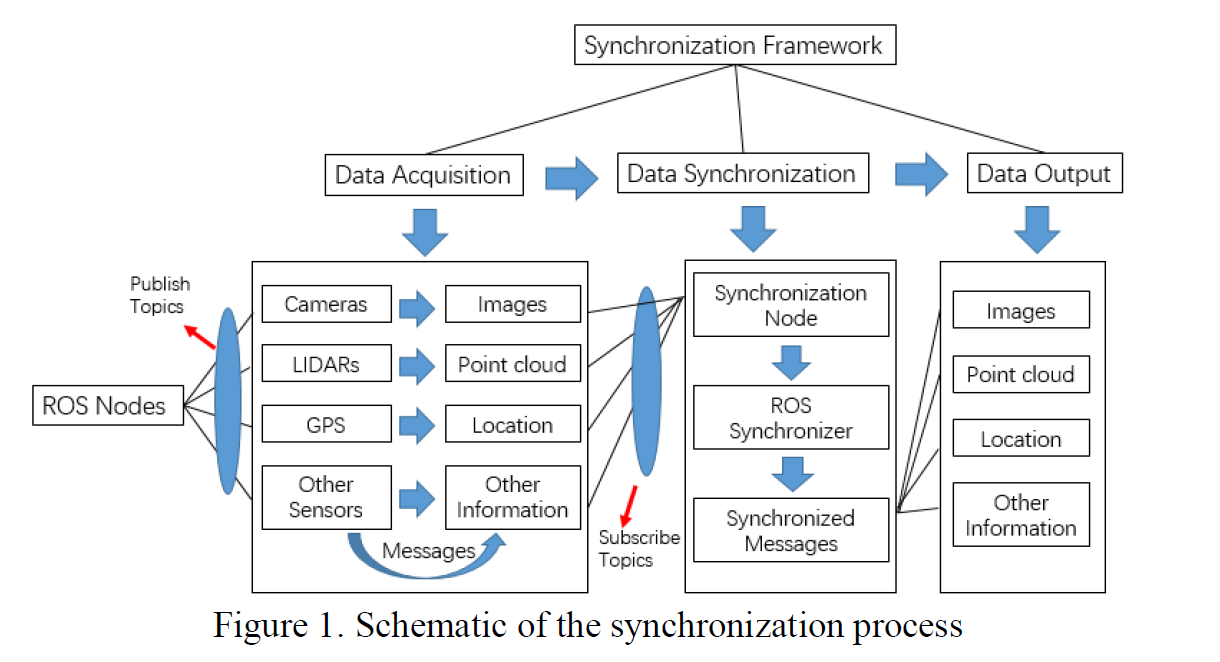 Synchronization Framework
Data Acquisition
Data Synchronization
Data Output
Publish
Topics
ROS Nodes
Cameras
Images
LIDARs
Point cloud
GPS
Location
Other
Sensors
Other
Information
Messages
Subscribe
Topics
Synchronization
Node
ROS
Synchronizer
Synchronized
Messages
Images
Point cloud
Location
Other
Information
Figure 1. Schematic of the synchronization process